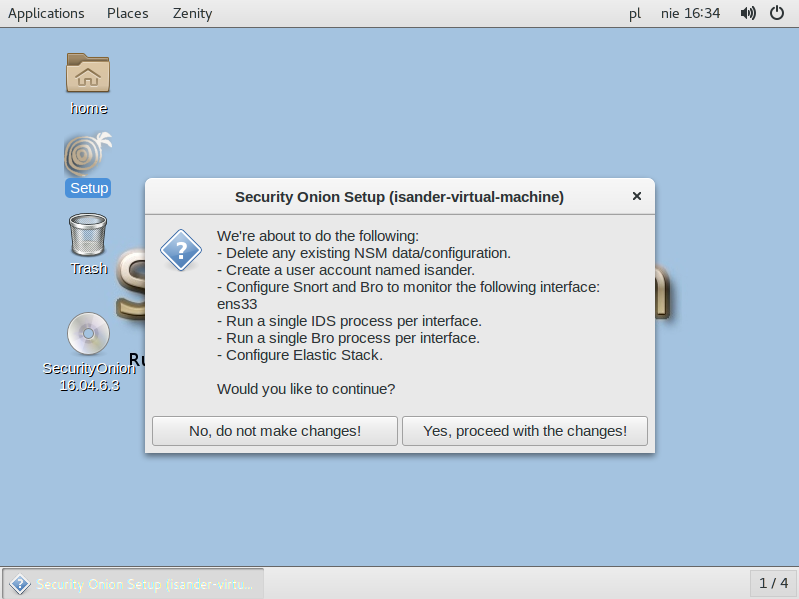 Applications Places Zenity pl nie 16:34
home
Setup
Trash
SecurityOnion
16.04.6.3
Security Onion Setup (isander-virtual-machine)
We're about to do the following:
- Delete any existing NSM data/configuration.
- Create a user account named isander.
- Configure Snort and Bro to monitor the following interface:
ens33
- Run a single IDS process per interface.
- Run a single Bro process per interface.
- Configure Elastic Stack.
Would you like to continue?
No, do not make changes! Yes, proceed with the changes!
Security Onion Setup (isander-virtu... 1 / 4